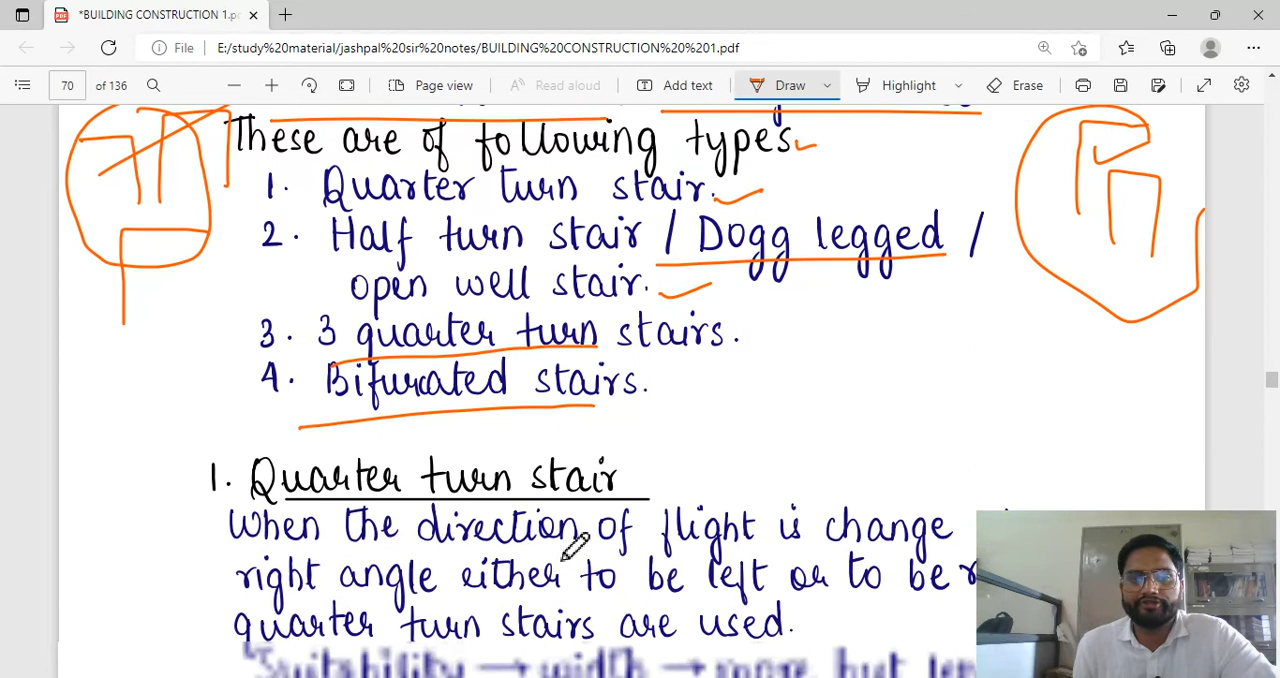 *BUILDING CONSTRUCTION 1.p
File E:/study%20material/jashpal%20sir%20notes/BUILDING%20CONSTRUCTION%20%201.pdf
70 of 136 Page view Read aloud Add text Draw Highlight Erase
These are of following types
1. Quarter turn stair.
2. Half turn stair / Dogg legged /
open well stair.
3. 3 quarter turn stairs.
4. Bifurcated stairs.
1. Quarter turn stair
When the direction of flight is change
right angle either to be left or to be r
quarter turn stairs are used.
Suitability → width → more but